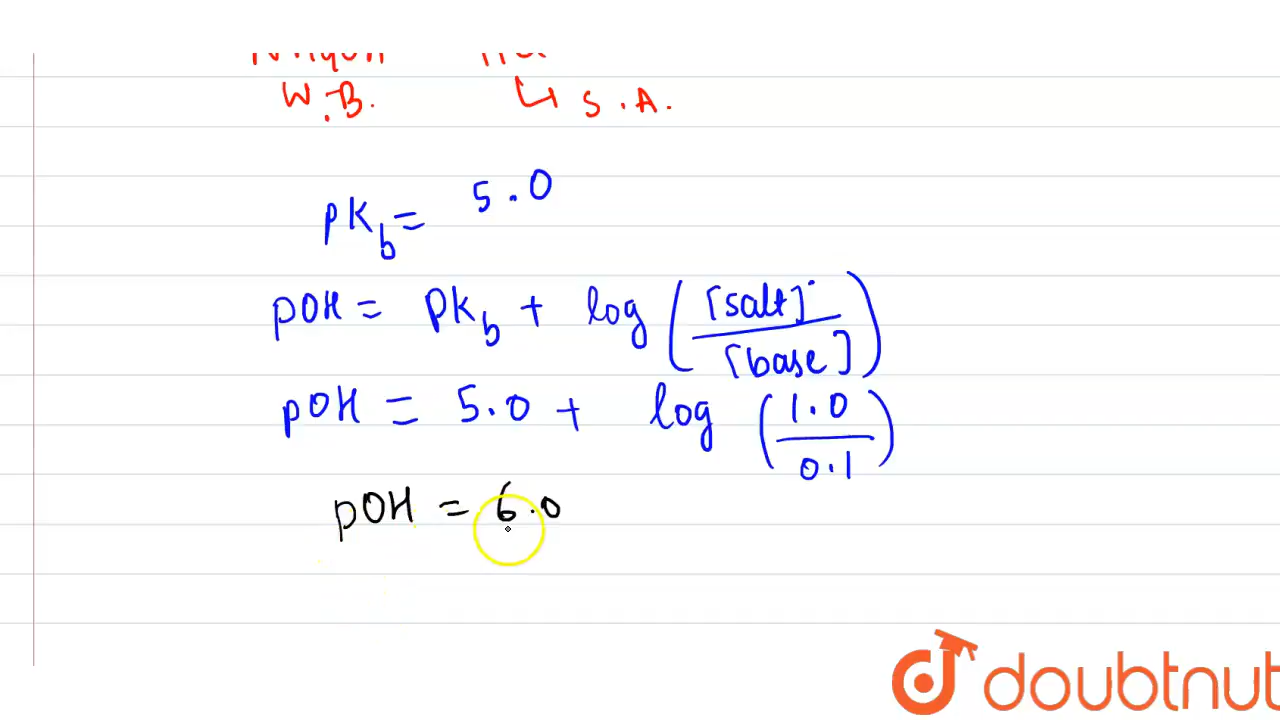 W.B. ↳ S.A.
pK_b = 5.0
pOH = pK_b + log ([salt] / [base])
pOH = 5.0 + log (1.0 / 0.1)
pOH = 6.0
doubtnut